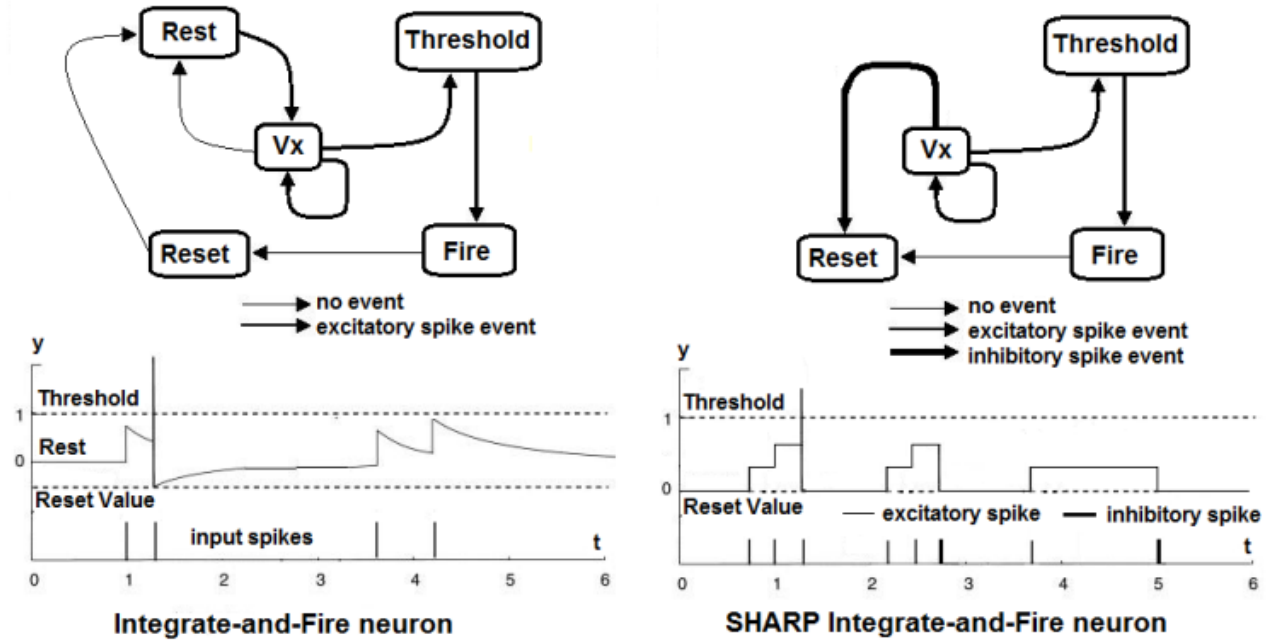 Rest
Threshold
Vx
Reset
Fire
no event
excitatory spike event
y
Threshold
1
Rest
0
Reset Value
input spikes
t
0 1 2 3 4 5 6
Integrate-and-Fire neuron
Threshold
Vx
Reset
Fire
no event
excitatory spike event
inhibitory spike event
y
Threshold
1
0
Reset Value
excitatory spike
inhibitory spike
t
0 1 2 3 4 5 6
SHARP Integrate-and-Fire neuron